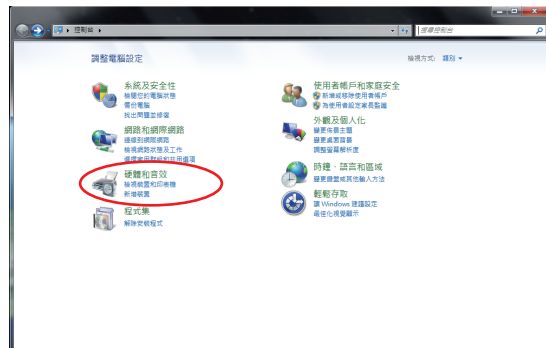 控制台
搜尋控制台
調整電腦設定
檢視方式: 類別
系統及安全性
檢閱您的電腦狀態
備份電腦
找出問題並修復
網路和網際網路
連線到網際網路
檢視網路狀態及工作
選擇家用群組和共用選項
硬體和音效
檢視裝置和印表機
新增裝置
程式集
解除安裝程式
使用者帳戶和家庭安全
新增或移除使用者帳戶
為使用者設定家長監護
外觀及個人化
變更佈景主題
變更桌面背景
調整螢幕解析度
時鐘、語言和區域
變更鍵盤或其他輸入方法
輕鬆存取
讓 Windows 建議設定
最佳化視覺顯示